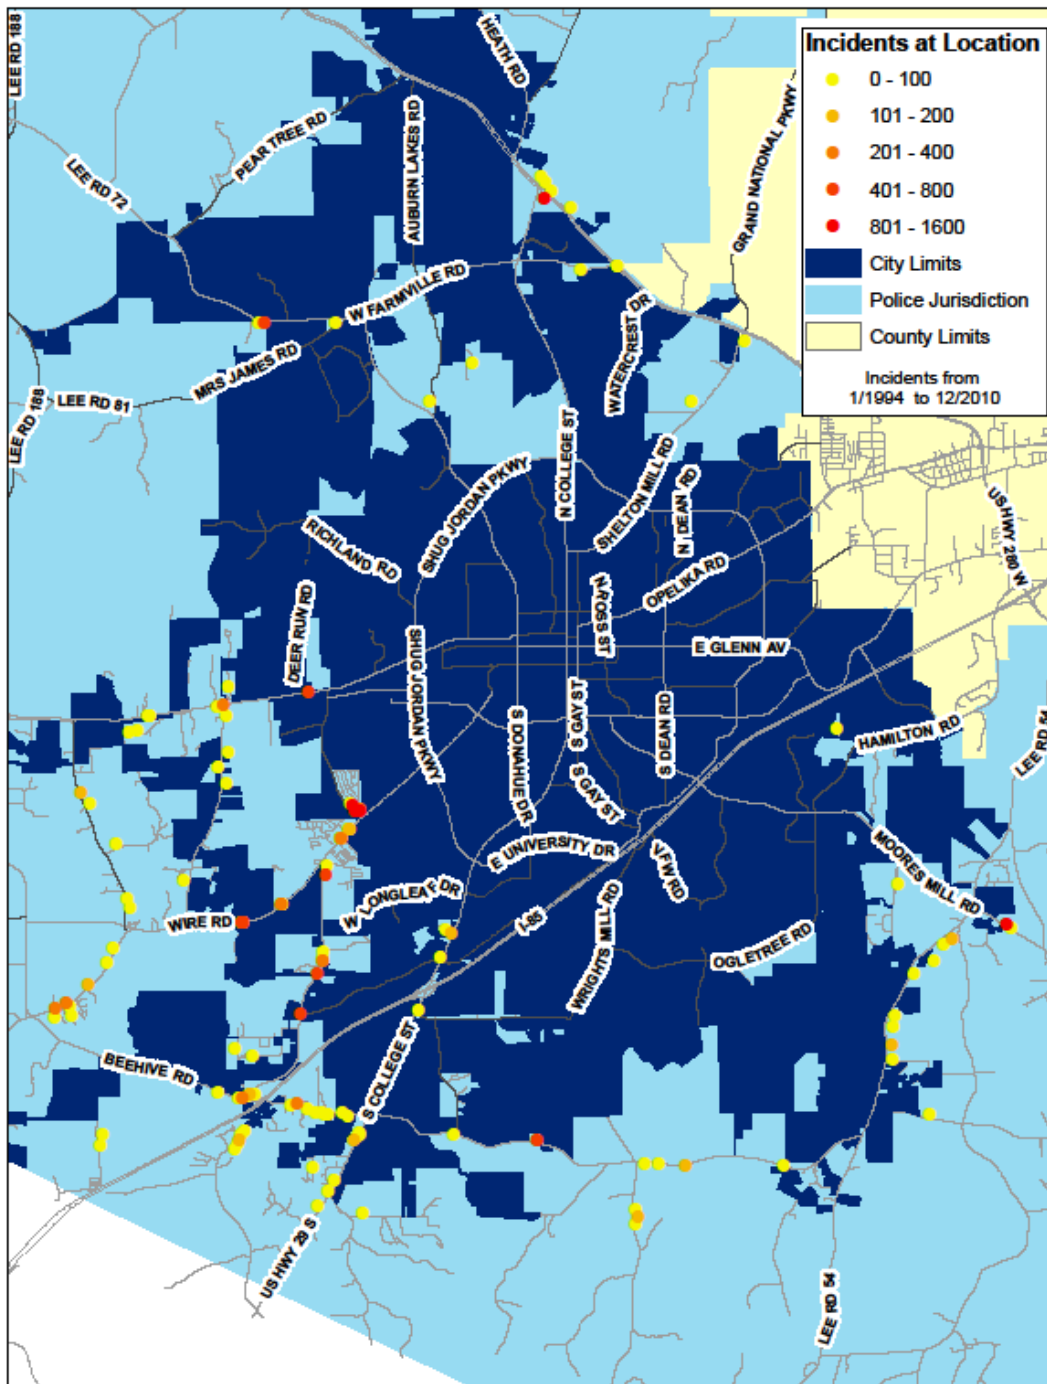 LEE RD 188
HEATH RD
Incidents at Location
0 - 100
101 - 200
201 - 400
401 - 800
801 - 1600
City Limits
Police Jurisdiction
County Limits
Incidents from
1/1994 to 12/2010
GRAND NATIONAL PKWY
PEAR TREE RD
AUBURN LAKES RD
LEE RD 72
W FARMVILLE RD
WATERCREST DR
MRS JAMES RD
LEE RD 81
LEE RD 188
N COLLEGE ST
SHUG JORDAN PKWY
SHELTON MILL RD
N DEAN RD
US HWY 280 W
RICHLAND RD
OPELIKA RD
N ROSS ST
DEER RUN RD
E GLENN AV
SHUG JORDAN PKWY
S DONAHUE DR
S GAY ST
S DEAN RD
HAMILTON RD
LEE RD 54
S GAY ST
E UNIVERSITY DR
VFW RD
MOORES MILL RD
W LONGLEAF DR
WIRE RD
I-85
WRIGHTS MILL RD
OGLETREE RD
BEEHIVE RD
S COLLEGE ST
US HWY 29 S
LEE RD 54